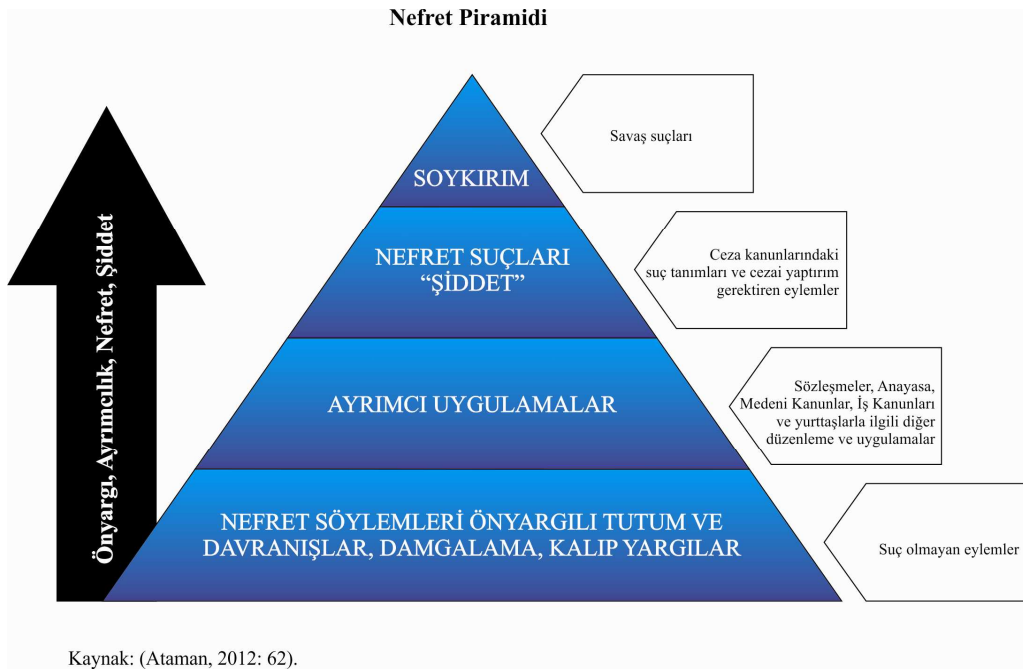 Nefret Piramidi
Önyargı, Ayrımcılık, Nefret, Şiddet
SOYKIRIM
Savaş suçları
NEFRET SUÇLARI
“ŞİDDET”
Ceza kanunlarındaki
suç tanımları ve cezai yaptırım
gerektiren eylemler
AYRIMCI UYGULAMALAR
Sözleşmeler, Anayasa,
Medeni Kanunlar, İş Kanunları
ve yurttaşlarla ilgili diğer
düzenleme ve uygulamalar
NEFRET SÖYLEMLERİ ÖNYARGILI TUTUM VE
DAVRANIŞLAR, DAMGALAMA, KALIP YARGILAR
Suç olmayan eylemler
Kaynak: (Ataman, 2012: 62).